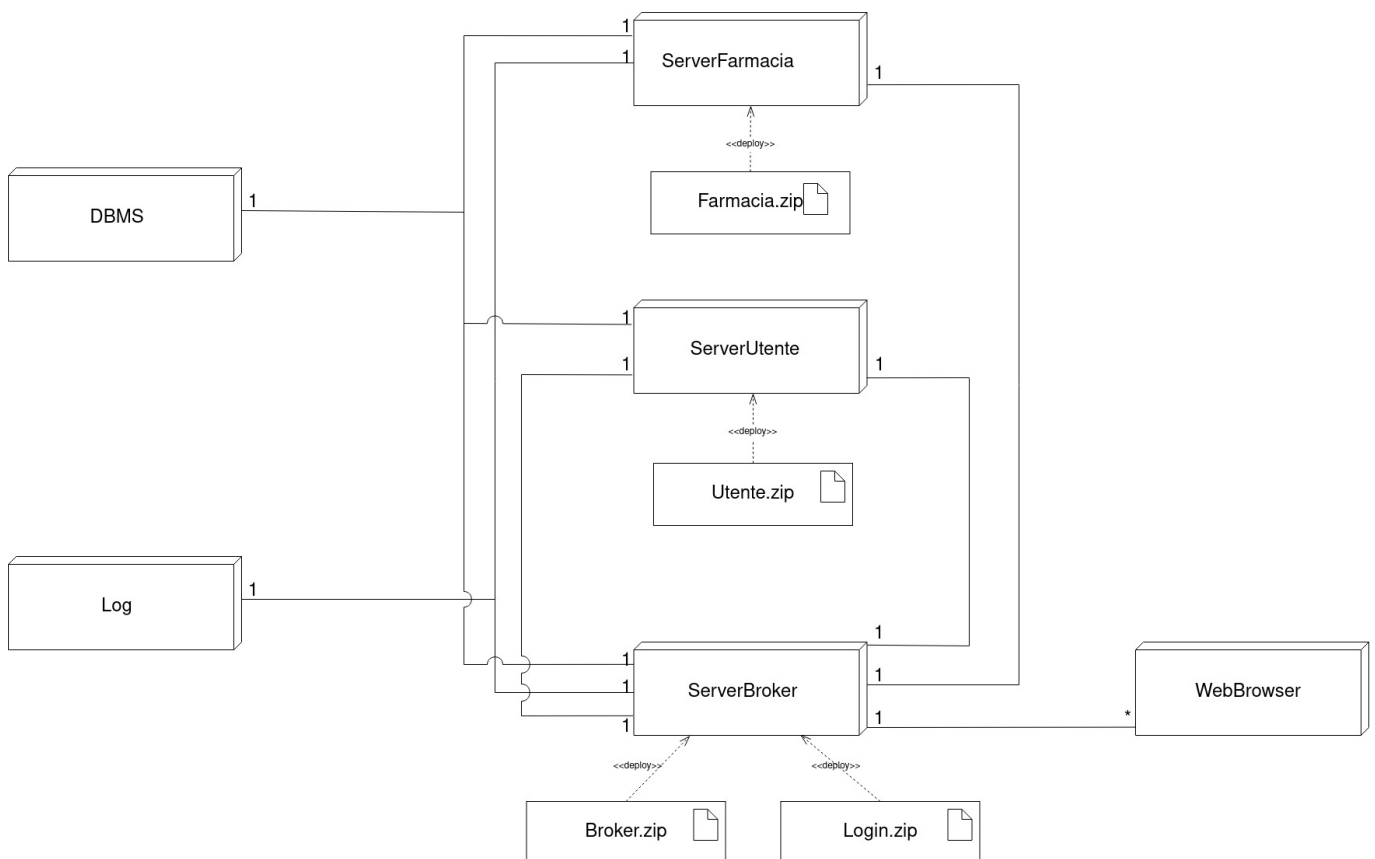 1
ServerFarmacia
1
1
<<deploy>>
Farmacia.zip
DBMS
1
1
ServerUtente
1
1
<<deploy>>
Utente.zip
Log
1
1
1
ServerBroker
1
1
1
1
WebBrowser
*
<<deploy>>
<<deploy>>
Broker.zip
Login.zip